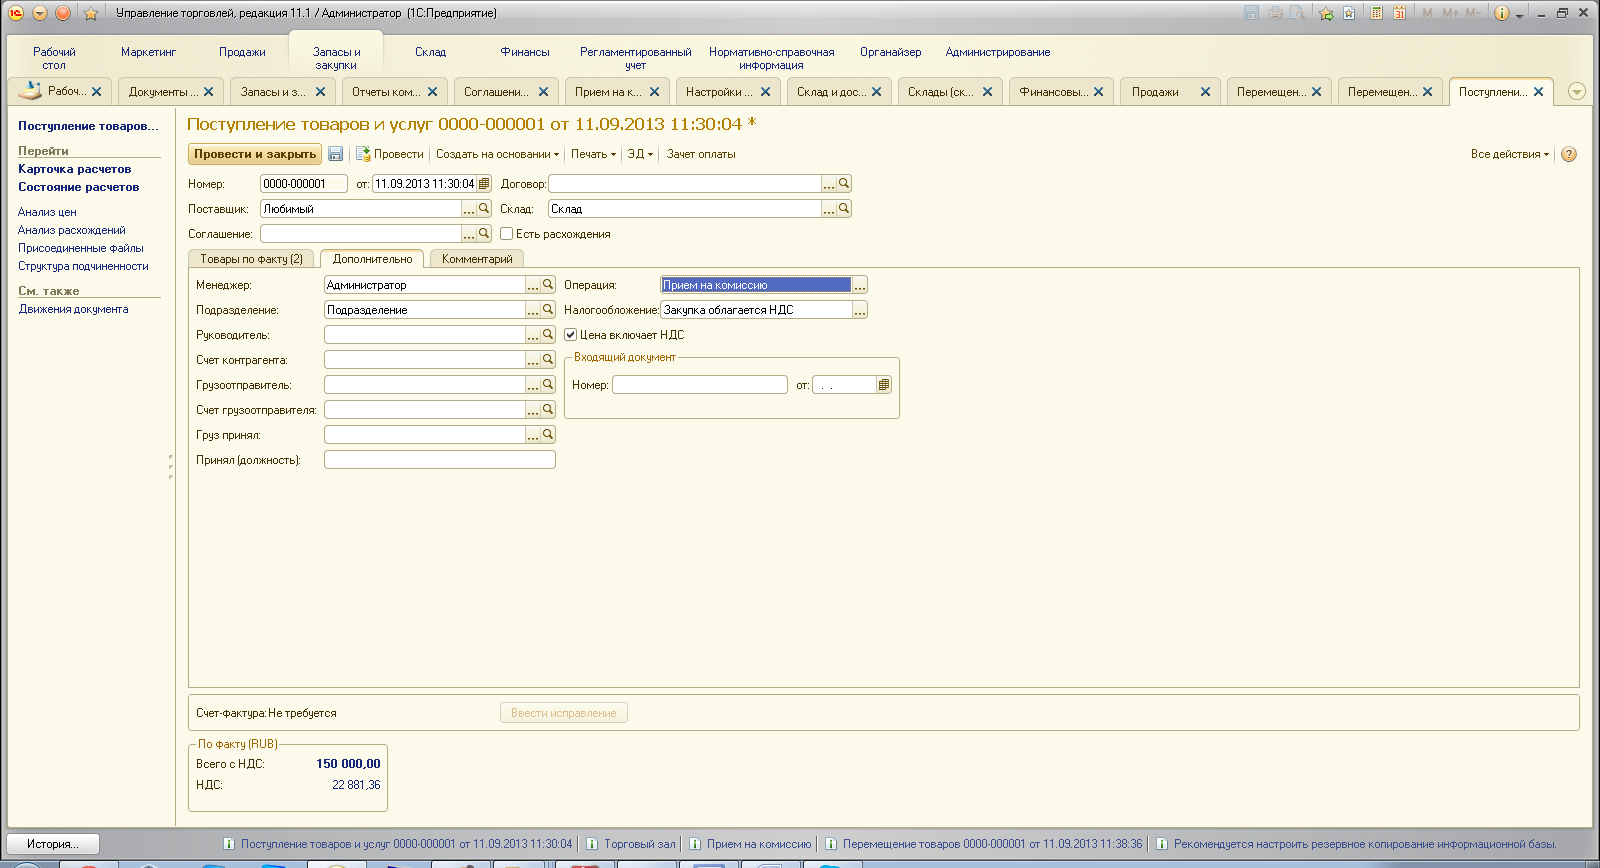 Управление торговлей, редакция 11.1 / Администратор (1С:Предприятие)
M M+ M-
Рабочий стол
Маркетинг
Продажи
Запасы и закупки
Склад
Финансы
Регламентированный учет
Нормативно-справочная информация
Органайзер
Администрирование
Рабоч...
Документы ...
Запасы и з...
Отчеты ком...
Соглашени...
Прием на к...
Настройки ...
Склад и дос...
Склады (ск...
Финансовы...
Продажи
Перемещен...
Перемещен...
Поступлени...
Поступление товаров...
Перейти
Карточка расчетов
Состояние расчетов
Анализ цен
Анализ расхождений
Присоединенные файлы
Структура подчиненности
См. также
Движения документа
Поступление товаров и услуг 0000-000001 от 11.09.2013 11:30:04 *
Провести и закрыть
Провести
Создать на основании
Печать
ЭД
Зачет оплаты
Все действия
Номер: 0000-000001 от: 11.09.2013 11:30:04 Договор:
Поставщик: Любимый Склад: Склад
Соглашение: Есть расхождения
Товары по факту (2) Дополнительно Комментарий
Менеджер: Администратор Операция: Прием на комиссию
Подразделение: Подразделение Налогообложение: Закупка облагается НДС
Руководитель: Цена включает НДС
Счет контрагента: Входящий документ
Грузоотправитель: Номер: от: . .
Счет грузоотправителя:
Груз принял:
Принял (должность):
Счет-фактура: Не требуется Ввести исправление
По факту (RUB)
Всего с НДС: 150 000,00
НДС: 22 881,36
История...
Поступление товаров и услуг 0000-000001 от 11.09.2013 11:30:04
Торговый зал
Прием на комиссию
Перемещение товаров 0000-000001 от 11.09.2013 11:38:36
Рекомендуется настроить резервное копирование информационной базы.